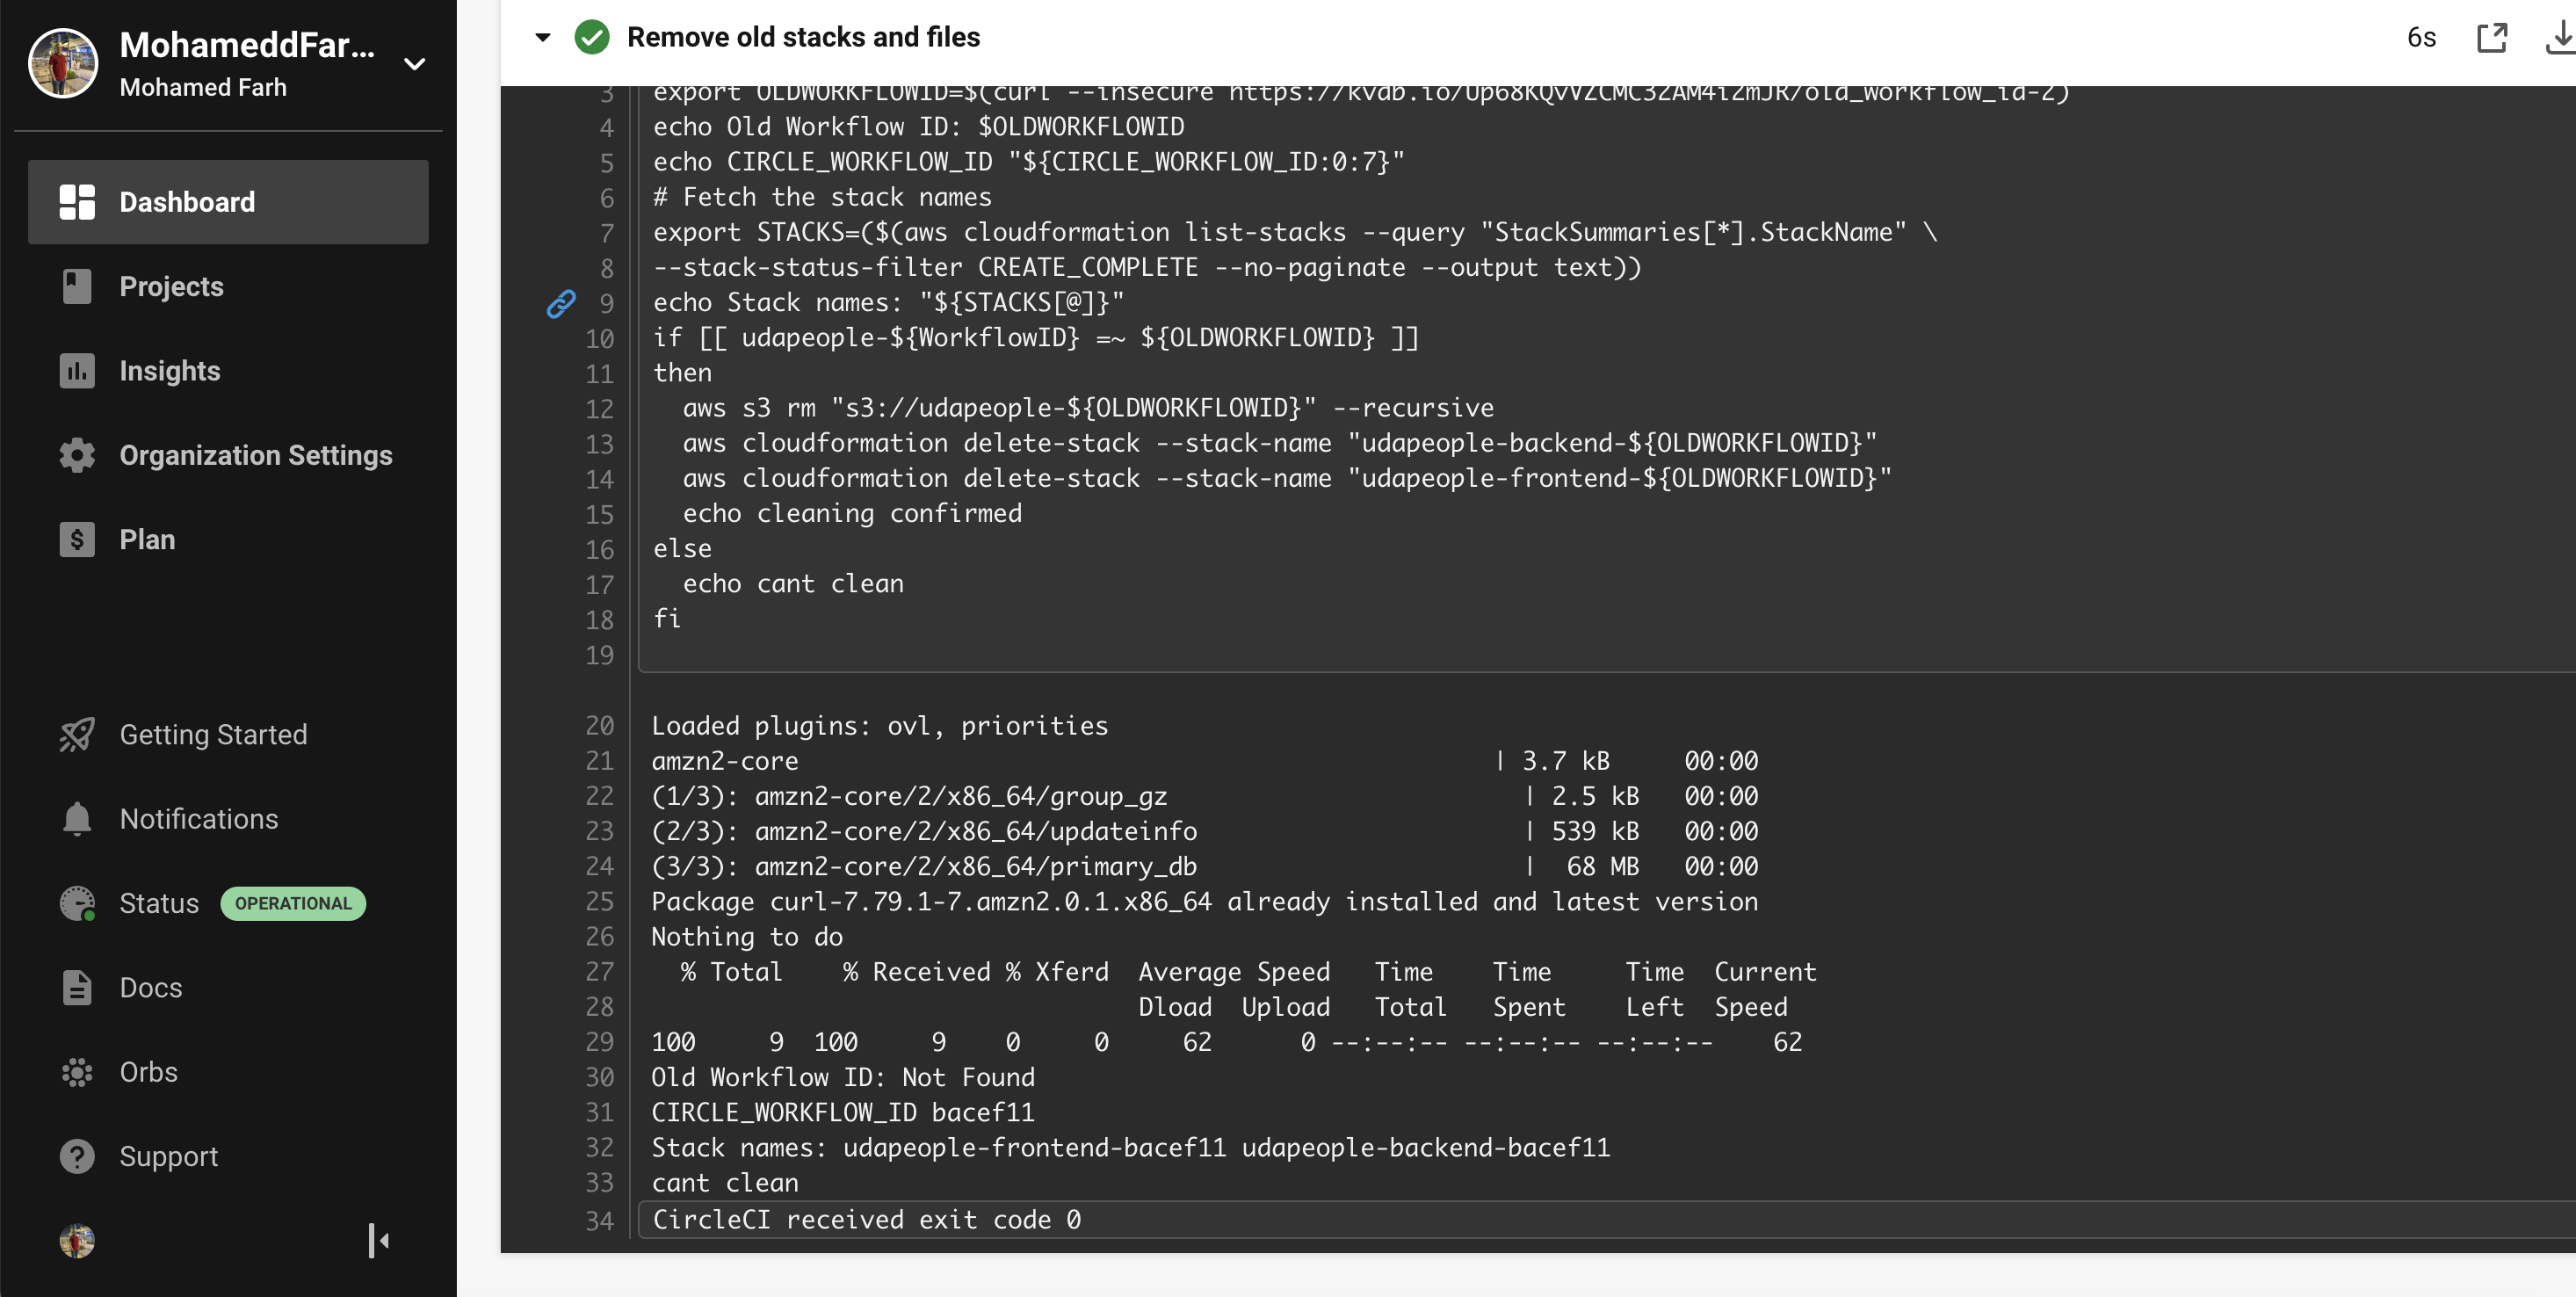 MohameddFar...
Mohamed Farh
Dashboard
Projects
Insights
Organization Settings
Plan
Getting Started
Notifications
Status OPERATIONAL
Docs
Orbs
Support
Remove old stacks and files 6s
3 export OLDWORKFLOWID=$(curl --insecure
4 echo Old Workflow ID: $OLDWORKFLOWID
5 echo CIRCLE_WORKFLOW_ID "${CIRCLE_WORKFLOW_ID:0:7}"
6 # Fetch the stack names
7 export STACKS=($(aws cloudformation list-stacks --query "StackSummaries[*].StackName" \
8 --stack-status-filter CREATE_COMPLETE --no-paginate --output text))
9 echo Stack names: "${STACKS[@]}"
10 if [[ udapeople-${WorkflowID} =~ ${OLDWORKFLOWID} ]]
11 then
12 aws s3 rm "s3://udapeople-${OLDWORKFLOWID}" --recursive
13 aws cloudformation delete-stack --stack-name "udapeople-backend-${OLDWORKFLOWID}"
14 aws cloudformation delete-stack --stack-name "udapeople-frontend-${OLDWORKFLOWID}"
15 echo cleaning confirmed
16 else
17 echo cant clean
18 fi
19
20 Loaded plugins: ovl, priorities
21 amzn2-core | 3.7 kB 00:00
22 (1/3): amzn2-core/2/x86_64/group_gz | 2.5 kB 00:00
23 (2/3): amzn2-core/2/x86_64/updateinfo | 539 kB 00:00
24 (3/3): amzn2-core/2/x86_64/primary_db | 68 MB 00:00
25 Package curl-7.79.1-7.amzn2.0.1.x86_64 already installed and latest version
26 Nothing to do
27 % Total % Received % Xferd Average Speed Time Time Time Current
28 Dload Upload Total Spent Left Speed
29 100 9 100 9 0 0 62 0 --:--:-- --:--:-- --:--:-- 62
30 Old Workflow ID: Not Found
31 CIRCLE_WORKFLOW_ID bacef11
32 Stack names: udapeople-frontend-bacef11 udapeople-backend-bacef11
33 cant clean
34 CircleCI received exit code 0